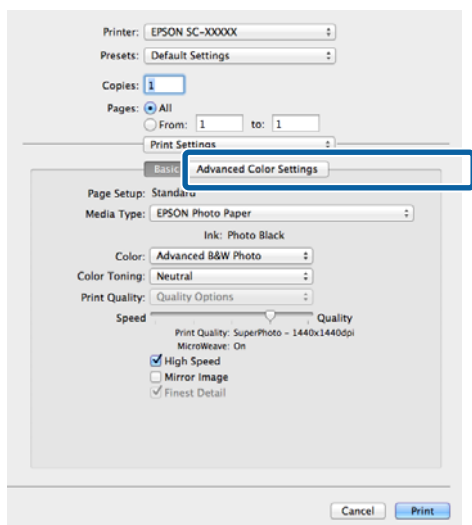 Printer: EPSON SC-XXXXX
Presets: Default Settings
Copies: 1
Pages: All
From: 1 to: 1
Print Settings
Basic Advanced Color Settings
Page Setup: Standard
Media Type: EPSON Photo Paper
Ink: Photo Black
Color: Advanced B&W Photo
Color Toning: Neutral
Print Quality: Quality Options
Speed Quality
Print Quality: SuperPhoto - 1440x1440dpi
MicroWeave: On
High Speed
Mirror Image
Finest Detail
Cancel Print